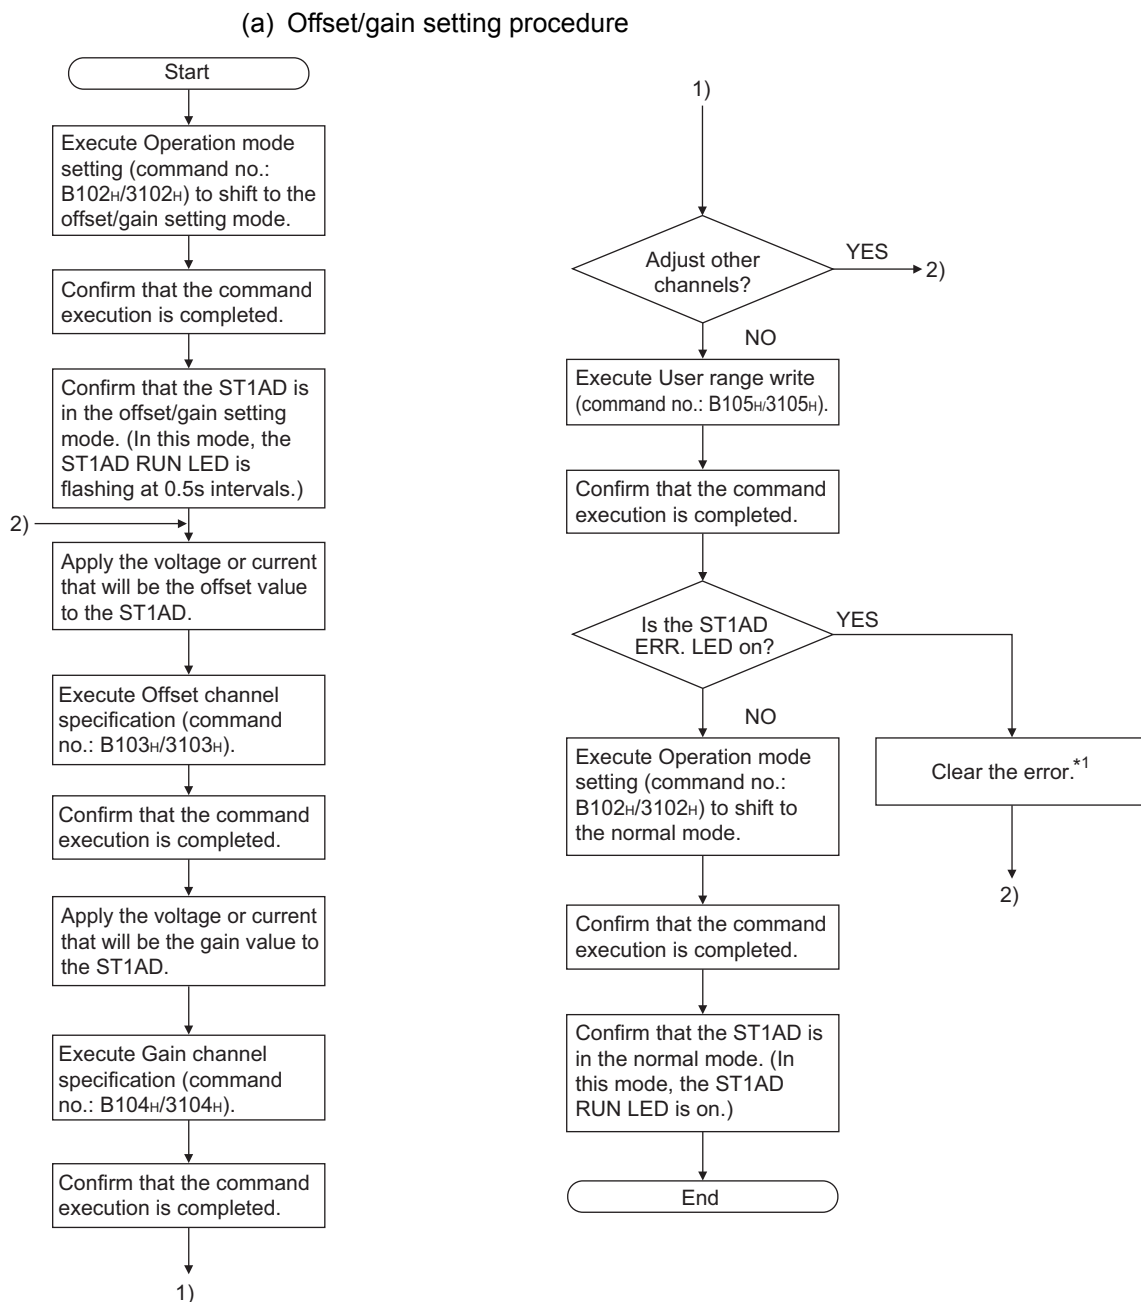 (a) Offset/gain setting procedure
Start
Execute Operation mode
setting (command no.:
B102H/3102H) to shift to the
offset/gain setting mode.
Confirm that the command
execution is completed.
Confirm that the ST1AD is
in the offset/gain setting
mode. (In this mode, the
ST1AD RUN LED is
flashing at 0.5s intervals.)
2)
Apply the voltage or current
that will be the offset value
to the ST1AD.
Execute Offset channel
specification (command
no.: B103H/3103H).
Confirm that the command
execution is completed.
Apply the voltage or current
that will be the gain value to
the ST1AD.
Execute Gain channel
specification (command
no.: B104H/3104H).
Confirm that the command
execution is completed.
1)
1)
Adjust other
channels?
YES
2)
NO
Execute User range write
(command no.: B105H/3105H).
Confirm that the command
execution is completed.
Is the ST1AD
ERR. LED on?
YES
NO
Execute Operation mode
setting (command no.:
B102H/3102H) to shift to
the normal mode.
Clear the error.*1
2)
Confirm that the command
execution is completed.
Confirm that the ST1AD is
in the normal mode. (In
this mode, the ST1AD
RUN LED is on.)
End